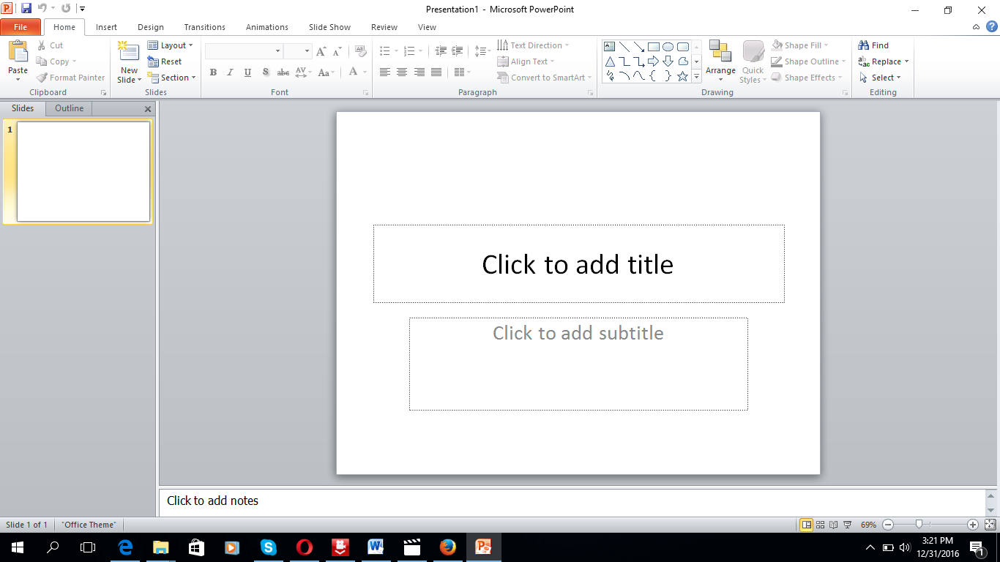 Presentation1 - Microsoft PowerPoint
File Home Insert Design Transitions Animations Slide Show Review View
Paste
Cut
Copy
Format Painter
Clipboard
New Slide
Layout
Reset
Section
Slides
B I U S abc AV Aa A
Font
Text Direction
Align Text
Convert to SmartArt
Paragraph
Arrange
Quick Styles
Shape Fill
Shape Outline
Shape Effects
Drawing
Find
Replace
Select
Editing
Slides Outline
1
Click to add title
Click to add subtitle
Click to add notes
Slide 1 of 1 "Office Theme" 69%
3:21 PM
12/31/2016
1